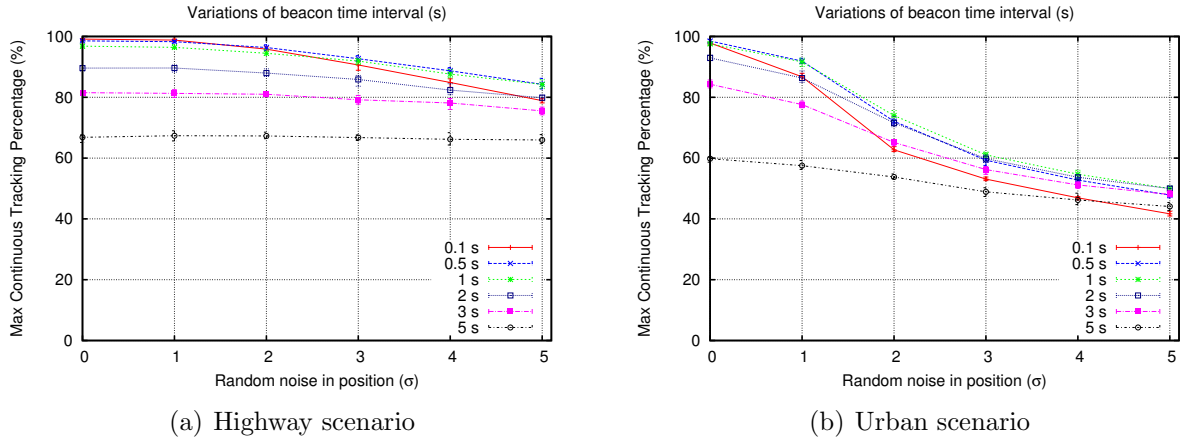 Variations of beacon time interval (s)
Max Continuous Tracking Percentage (%)
100
80
60
40
20
0
0.1 s
0.5 s
1 s
2 s
3 s
5 s
0 1 2 3 4 5
Random noise in position (σ)
(a) Highway scenario
Variations of beacon time interval (s)
Max Continuous Tracking Percentage (%)
100
80
60
40
20
0
0.1 s
0.5 s
1 s
2 s
3 s
5 s
0 1 2 3 4 5
Random noise in position (σ)
(b) Urban scenario